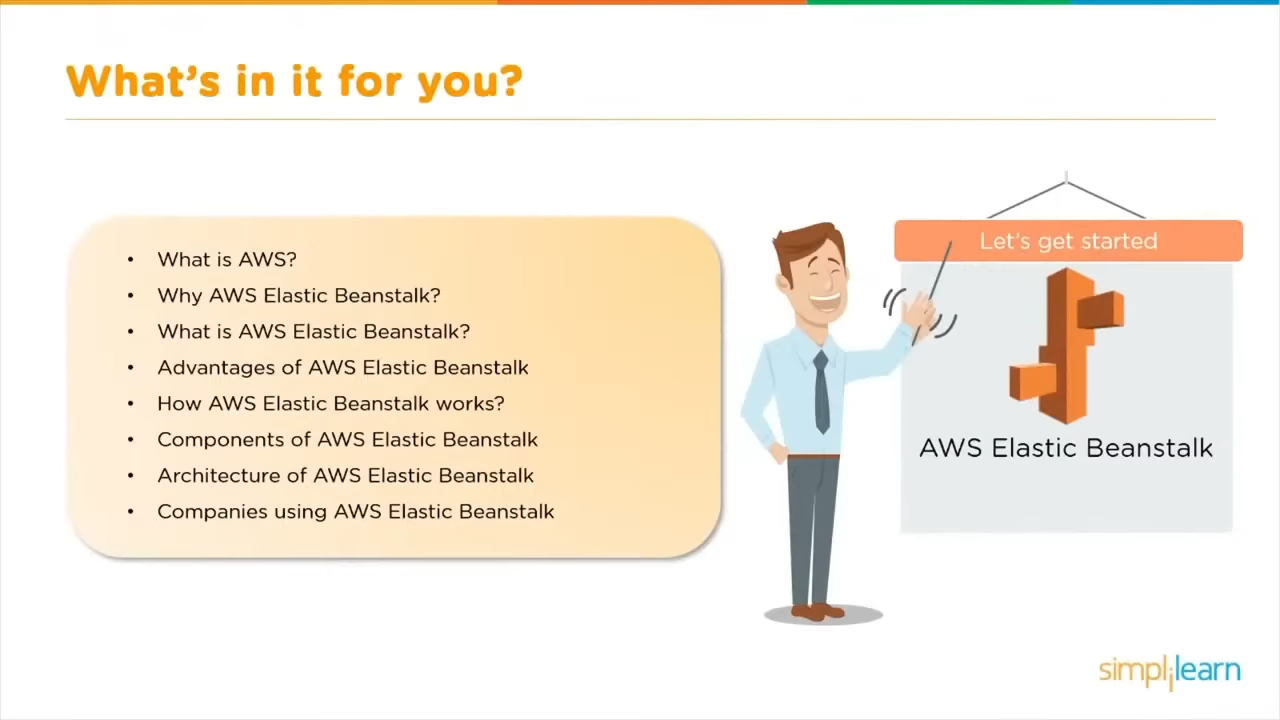 What's in it for you?
• What is AWS?
• Why AWS Elastic Beanstalk?
• What is AWS Elastic Beanstalk?
• Advantages of AWS Elastic Beanstalk
• How AWS Elastic Beanstalk works?
• Components of AWS Elastic Beanstalk
• Architecture of AWS Elastic Beanstalk
• Companies using AWS Elastic Beanstalk
Let's get started
AWS Elastic Beanstalk
simplilearn